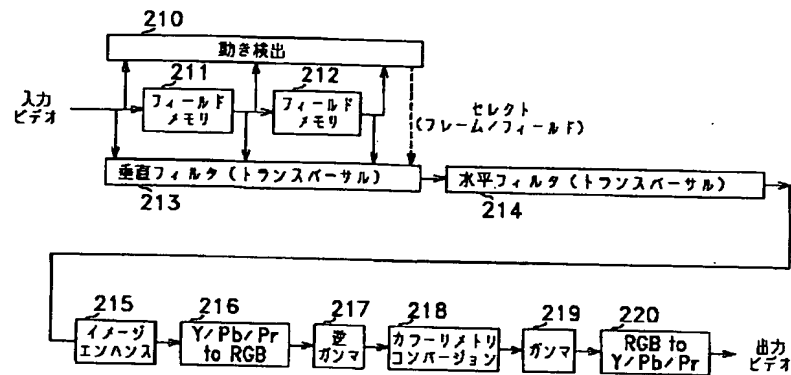 210
動き検出
211
212
入力
ビデオ
フィールド
メモリ
フィールド
メモリ
セレクト
(フレーム/フィールド)
垂直フィルタ(トランスバーサル)
213
水平フィルタ(トランスバーサル)
214
215
216
217
218
219
220
イメージ
エンハンス
Y/Pb/Pr
to RGB
逆
ガンマ
カラーリメトリ
コンバージョン
ガンマ
RGB to
Y/Pb/Pr
出力
ビデオ